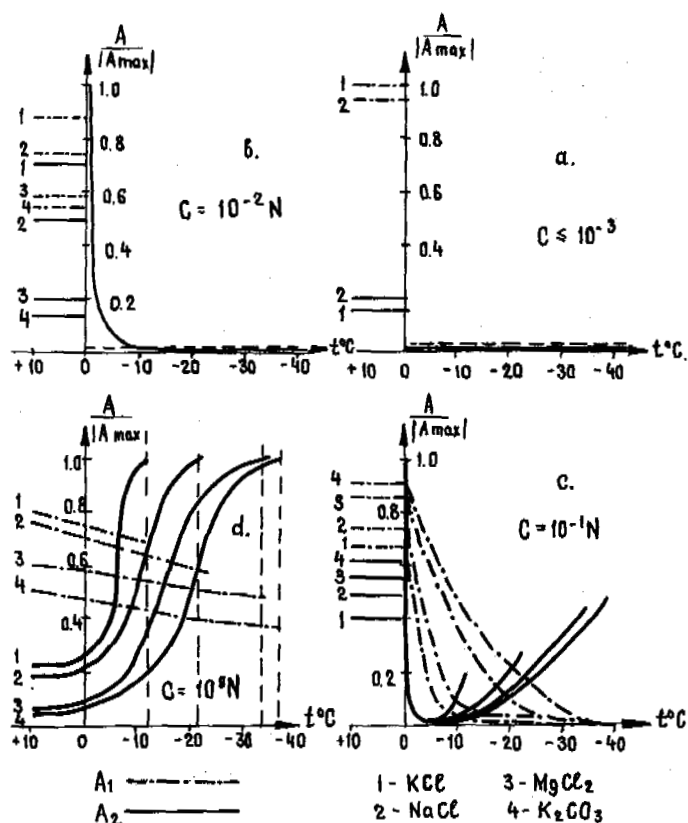 A
|Amax|
1.0
0.8
0.6
0.4
0.2
1
2
1
3
4
2
3
4
б.
C = 10⁻² N
t°C
+10 0 -10 -20 -30 -40
A
|Amax|
1.0
0.8
0.6
0.4
1
2
2
1
a.
C ≤ 10⁻³
t°C.
+10 0 -10 -20 -30 -40
A
|Amax|
1.0
0.8
0.6
0.4
1
2
3
4
1
2
3
4
d.
C = 10⁰N
t°C
+10 0 -10 -20 -30 -40
A
|Amax|
1.0
0.8
0.2
4
3
2
1
4
3
2
1
c.
C = 10⁻¹N
t°C
+10 0 -10 -20 -30 -40
A₁
A₂
1 - KCl 3 - MgCl₂
2 - NaCl 4 - K₂CO₃